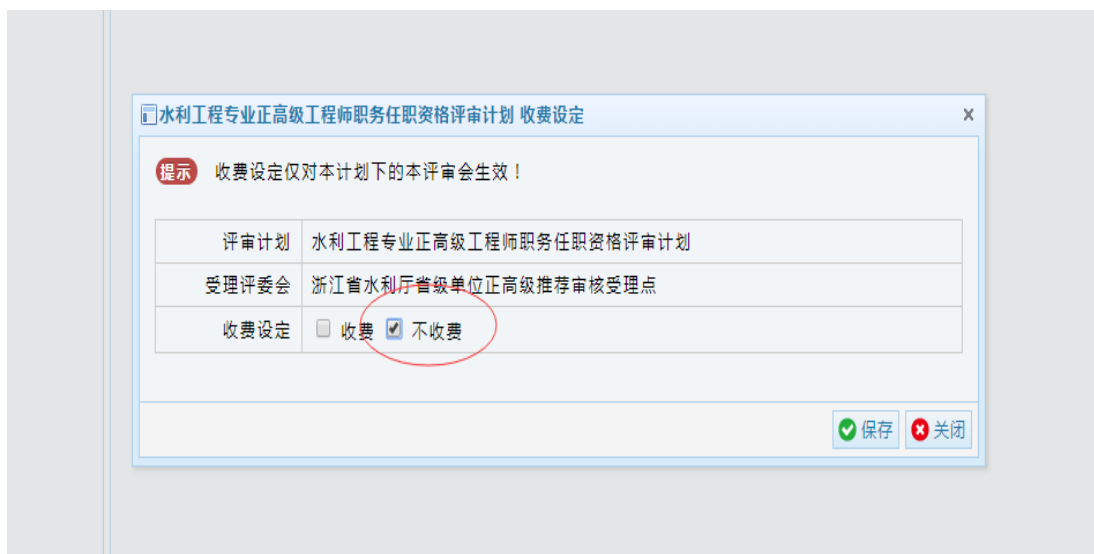 水利工程专业正高级工程师职务任职资格评审计划 收费设定
提示 收费设定仅对本计划下的本评审会生效！
评审计划 水利工程专业正高级工程师职务任职资格评审计划
受理评委会 浙江省水利厅省级单位正高级推荐审核受理点
收费设定 收费 不收费
保存 关闭